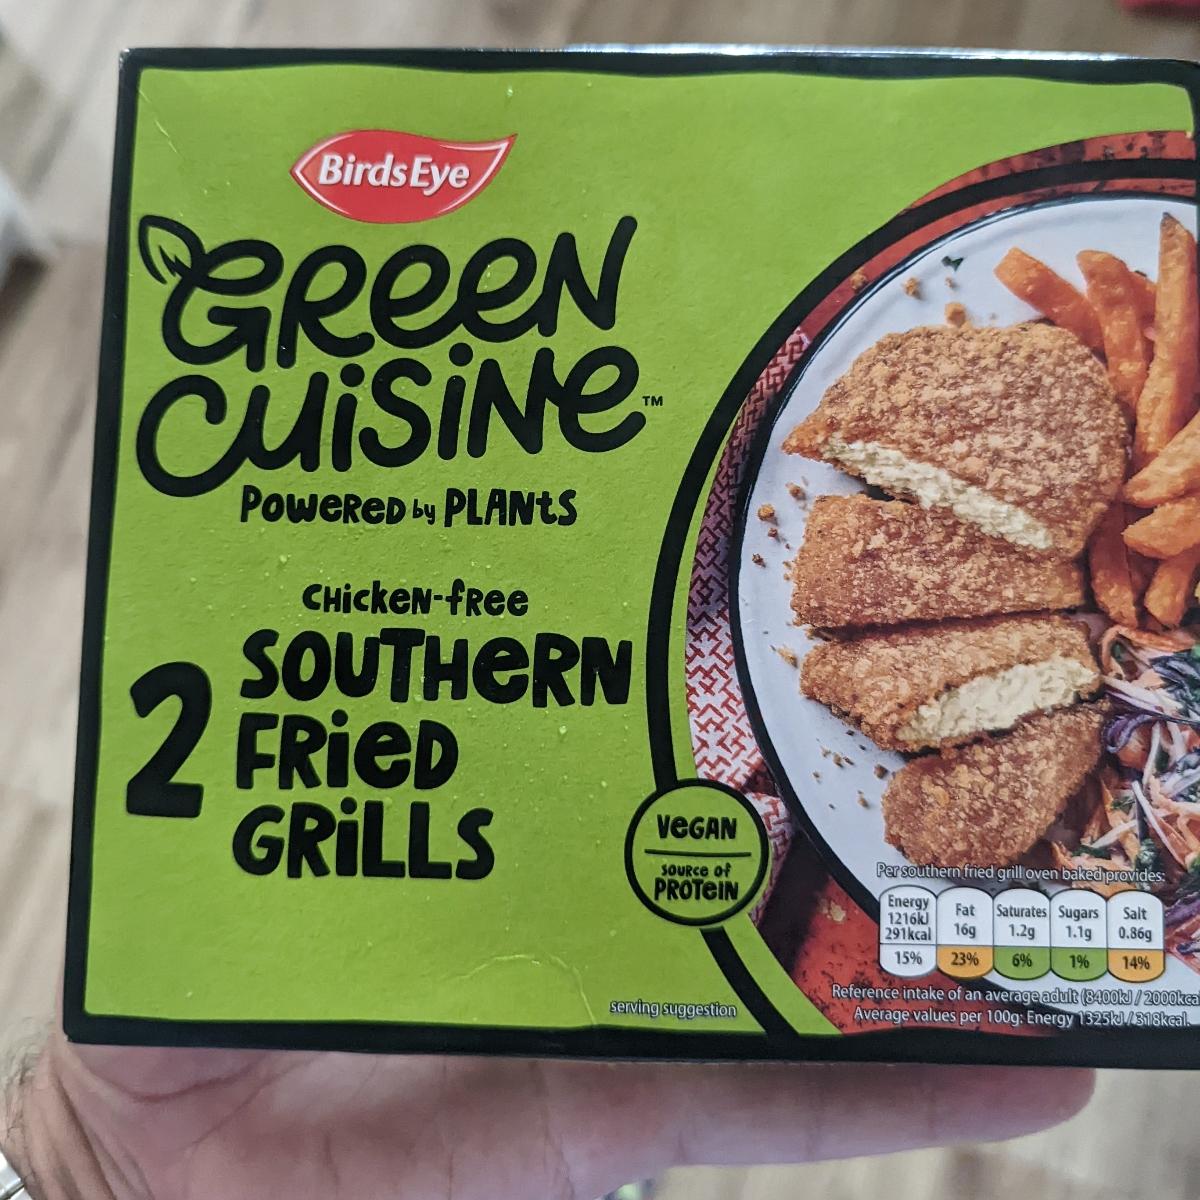 Birds Eye
GREEN
CUISINE™
POWERED by PLANTS
CHICKEN-FREE
2 SOUTHERN
FRIED
GRILLS
VEGAN
SOURCE OF
PROTEIN
serving suggestion
Per southern fried grill oven baked provides:
Energy 1216kJ 291kcal 15%
Fat 16g 23%
Saturates 1.2g 6%
Sugars 1.1g 1%
Salt 0.86g 14%
Reference intake of an average adult (8400kJ / 2000kca
Average values per 100g: Energy 1325kJ / 318kcal.